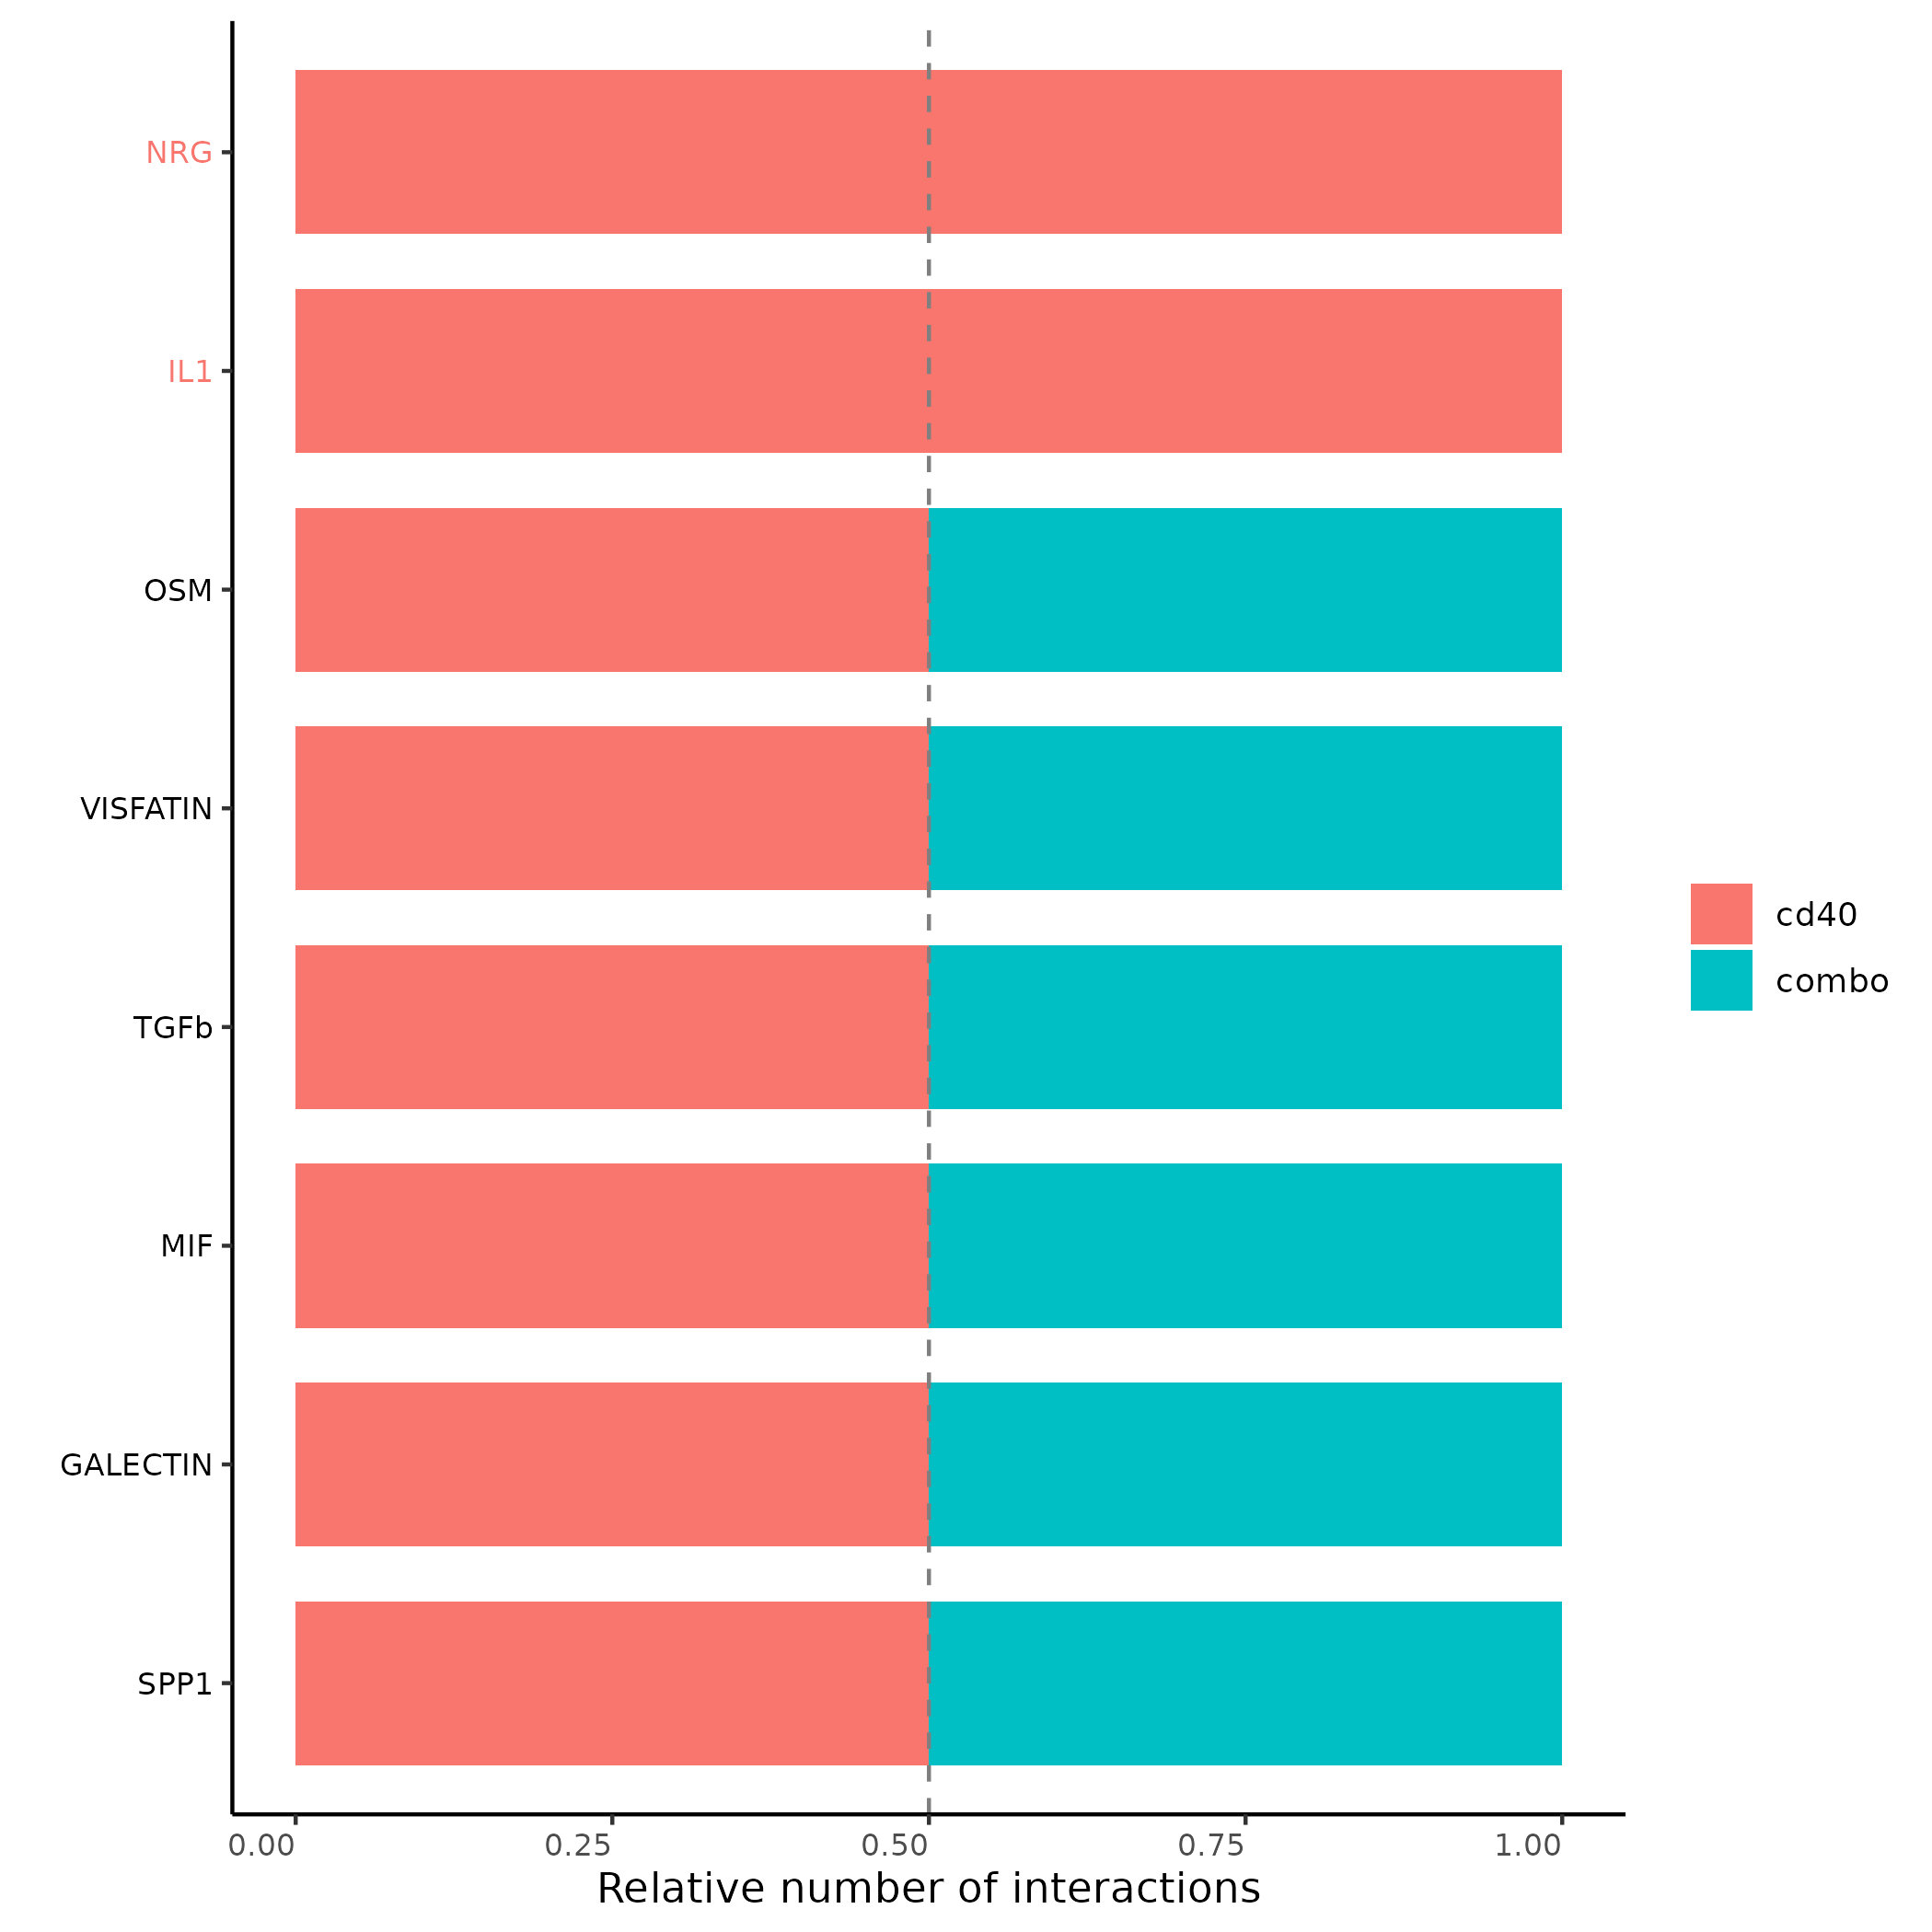 NRG
IL1
OSM
VISFATIN
TGFb
MIF
GALECTIN
SPP1
cd40
combo
0.00 0.25 0.50 0.75 1.00
Relative number of interactions